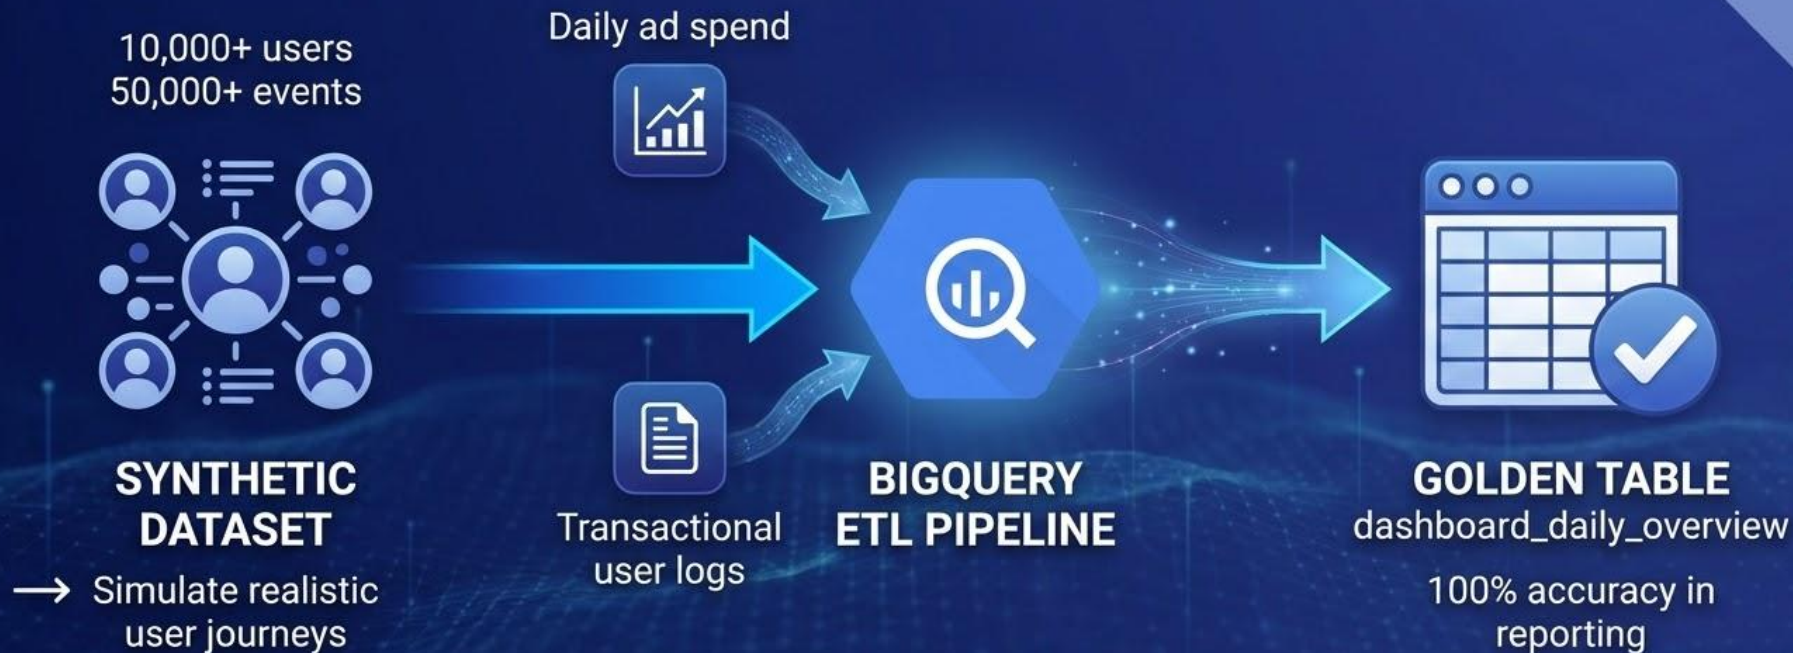 10,000+ users
50,000+ events
SYNTHETIC
DATASET
→ Simulate realistic
user journeys
Daily ad spend
Transactional
user logs
BIGQUERY
ETL PIPELINE
GOLDEN TABLE
dashboard_daily_overview
100% accuracy in
reporting